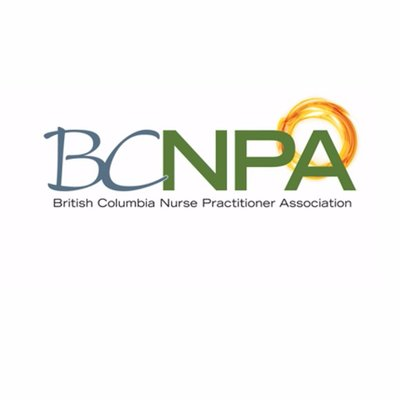 BCNPA
British Columbia Nurse Practitioner Association